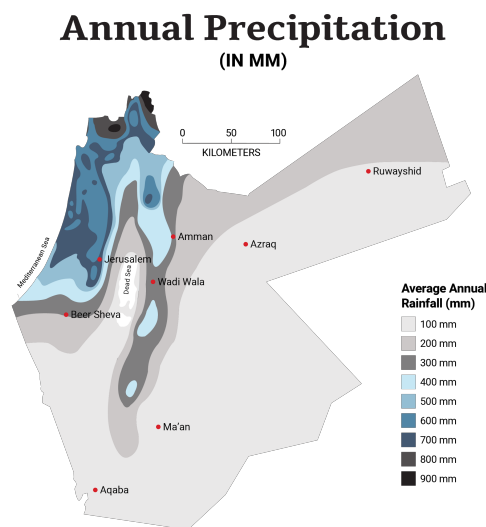 Annual Precipitation
(IN MM)
0 50 100
KILOMETERS
Ruwayshid
Amman
Azraq
Mediterranean Sea
Jerusalem
Dead Sea
Wadi Wala
Beer Sheva
Average Annual
Rainfall (mm)
100 mm
200 mm
300 mm
400 mm
500 mm
600 mm
700 mm
800 mm
900 mm
Ma'an
Aqaba